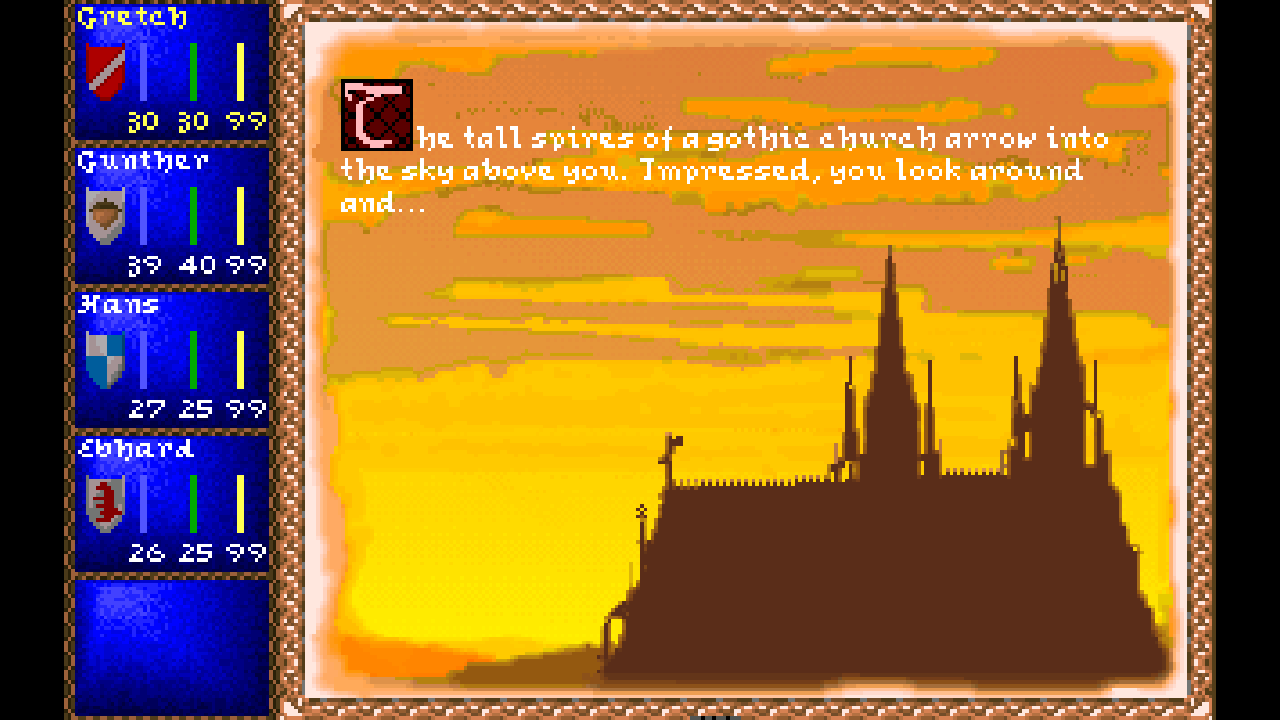 Gretch
30 30 99
Gunther
39 40 99
Hans
27 25 99
Ebhard
26 25 99
The tall spires of a gothic church arrow into
the sky above you. Impressed, you look around
and...